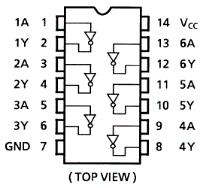 1A 1 14 VCC
1Y 2 13 6A
2A 3 12 6Y
2Y 4 11 5A
3A 5 10 5Y
3Y 6 9 4A
GND 7 8 4Y
( TOP VIEW )